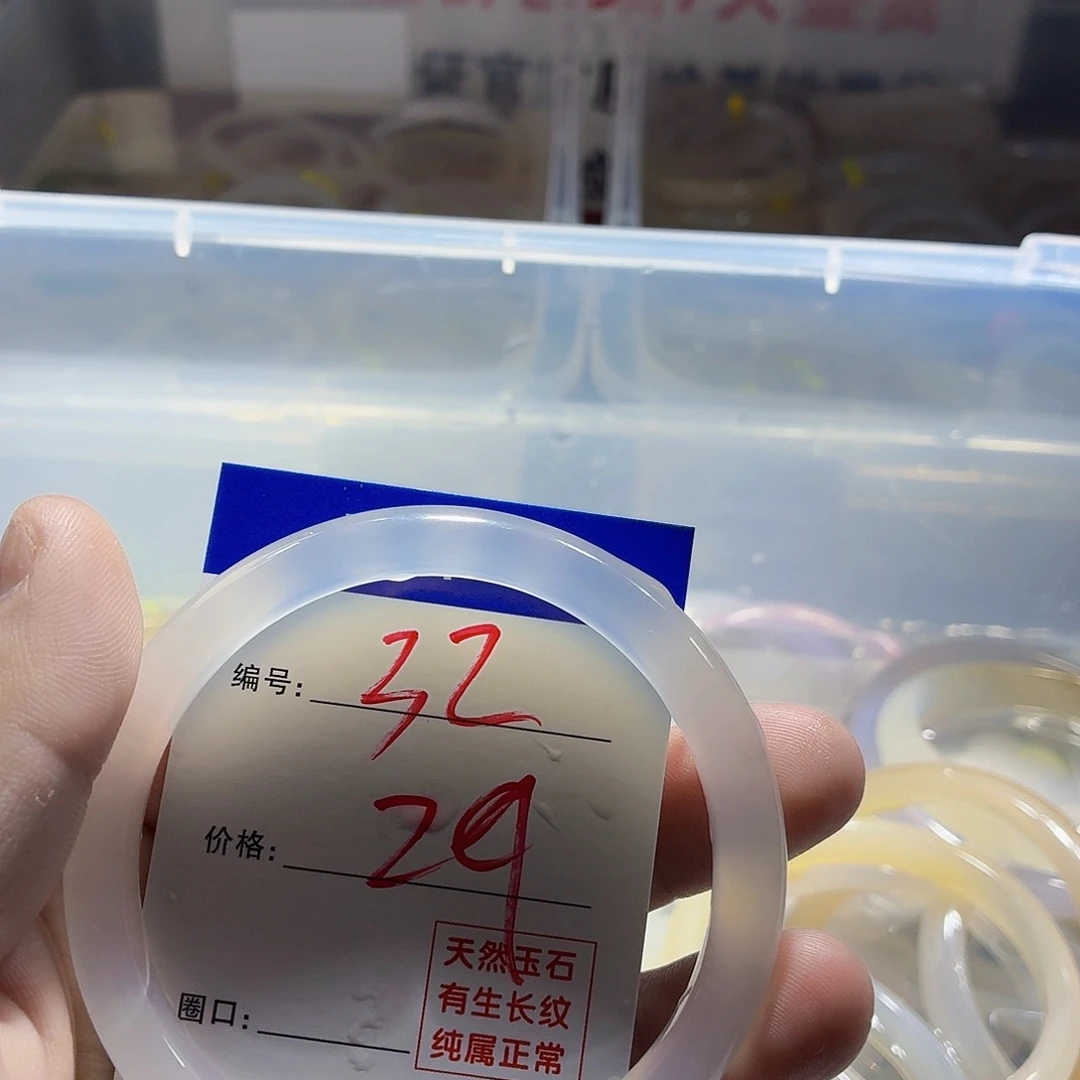 编号: 32
价格: 29
圈口:
天然玉石
有生长纹
纯属正常